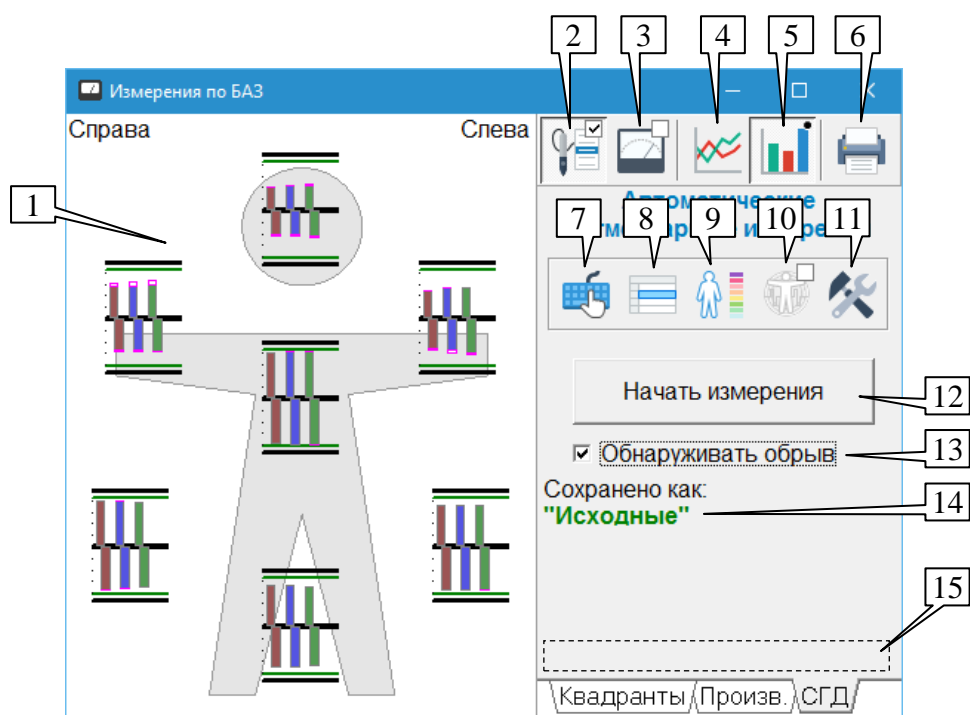 2 3 4 5 6
Измерения по БАЗ
Справа Слева
1
Автоматические
7 8 9 10 11
Начать измерения
12
Обнаруживать обрыв
13
Сохранено как:
"Исходные"
14
15
Квадранты Произв. СГД